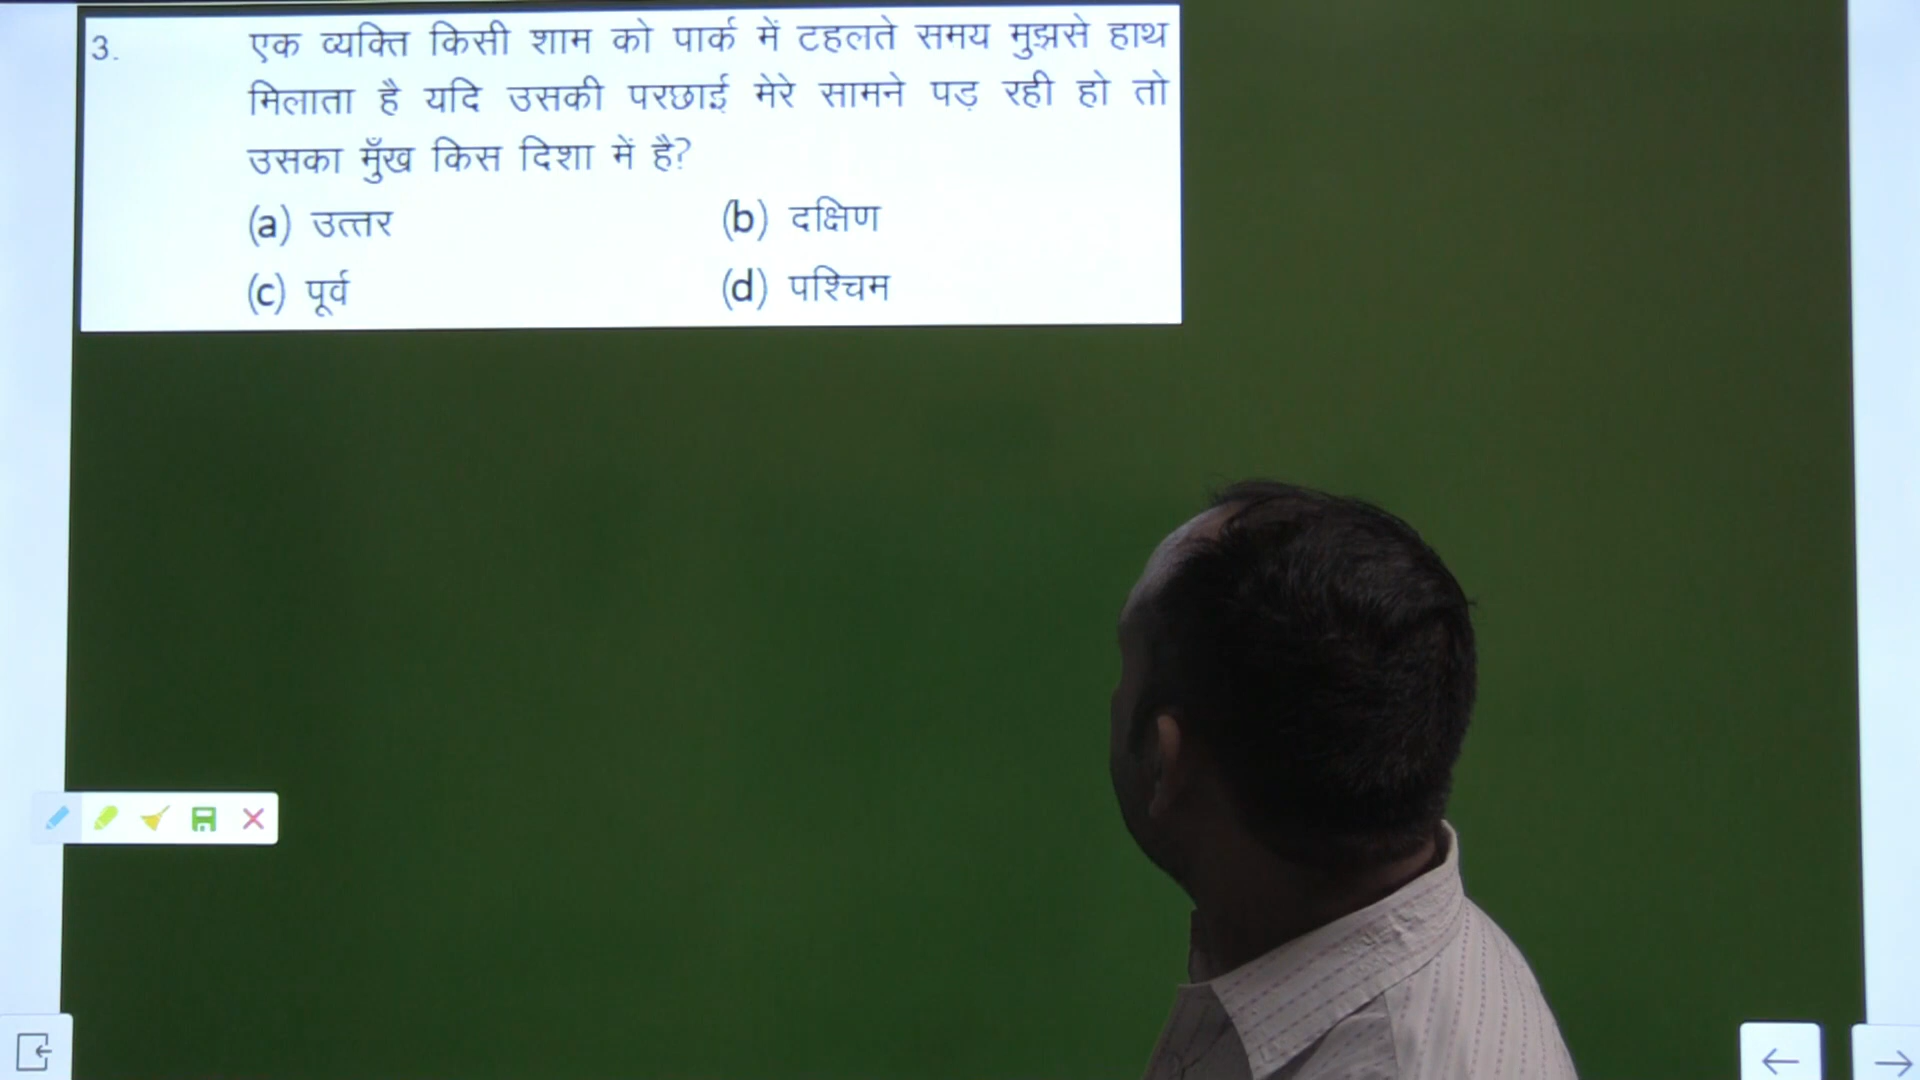 3. एक व्यक्ति किसी शाम को पार्क में टहलते समय मुझसे हाथ
मिलाता है यदि उसकी परछाई मेरे सामने पड़ रही हो तो
उसका मुँख किस दिशा में है?
(a) उत्तर (b) दक्षिण
(c) पूर्व (d) पश्चिम